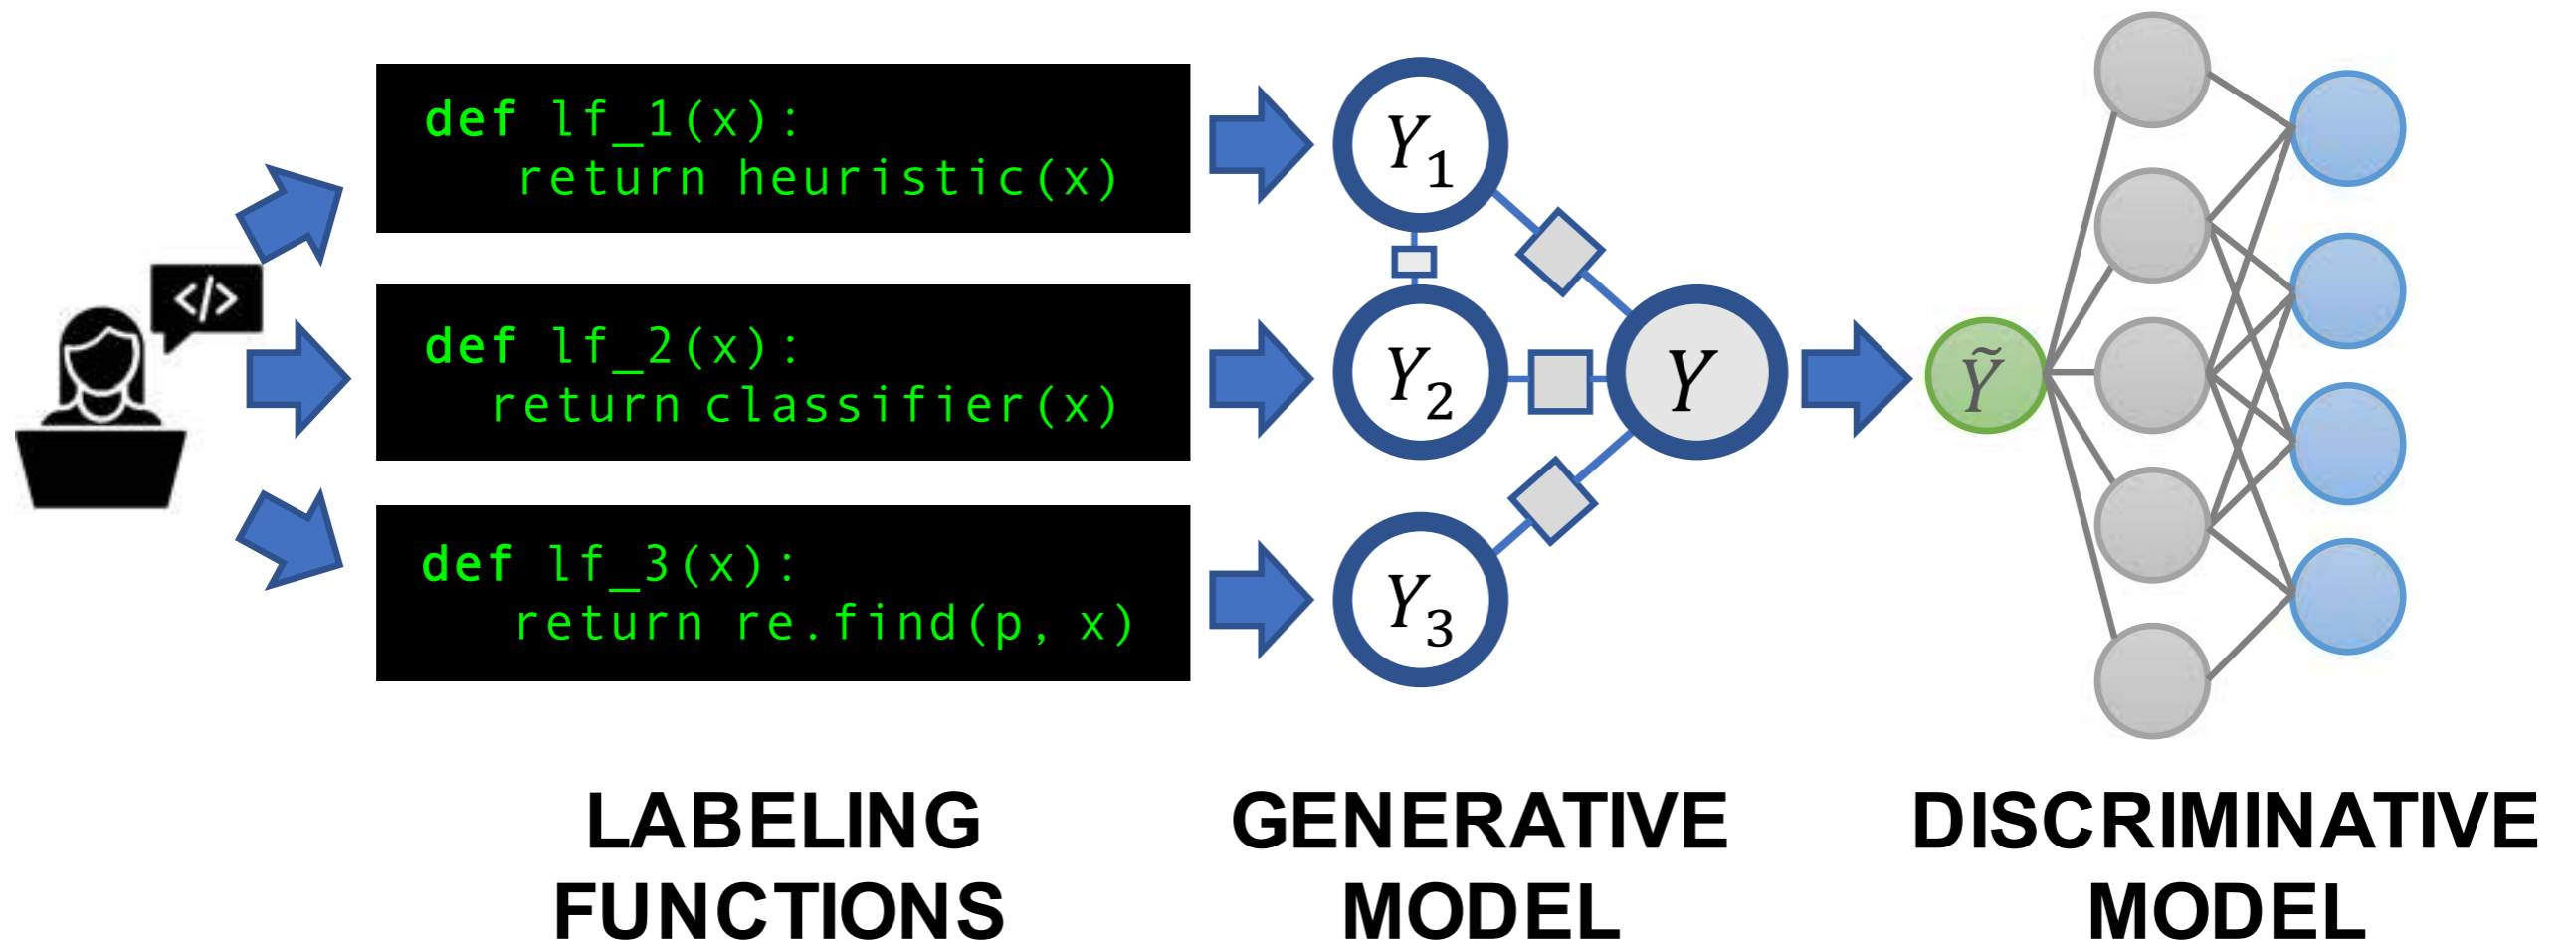 </>
def lf_1(x):
return heuristic(x)
def lf_2(x):
return classifier(x)
def lf_3(x):
return re.find(p, x)
Y1
Y2
Y3
Y
Ỹ
LABELING
FUNCTIONS
GENERATIVE
MODEL
DISCRIMINATIVE
MODEL